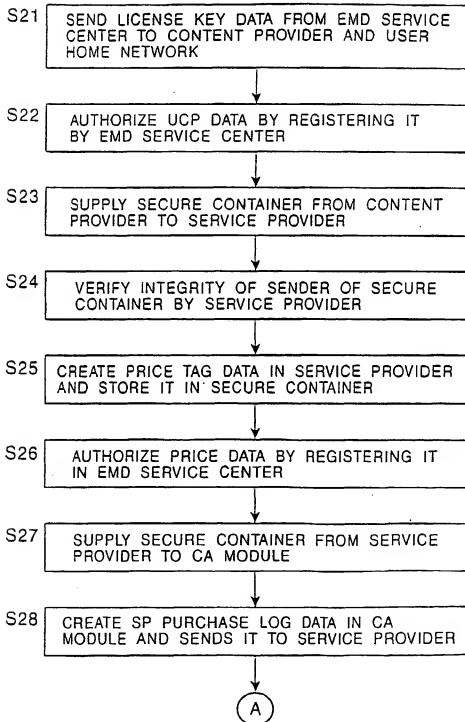 S21
SEND LICENSE KEY DATA FROM EMD SERVICE
CENTER TO CONTENT PROVIDER AND USER
HOME NETWORK
S22
AUTHORIZE UCP DATA BY REGISTERING IT
BY EMD SERVICE CENTER
S23
SUPPLY SECURE CONTAINER FROM CONTENT
PROVIDER TO SERVICE PROVIDER
S24
VERIFY INTEGRITY OF SENDER OF SECURE
CONTAINER BY SERVICE PROVIDER
S25
CREATE PRICE TAG DATA IN SERVICE PROVIDER
AND STORE IT IN SECURE CONTAINER
S26
AUTHORIZE PRICE DATA BY REGISTERING IT
IN EMD SERVICE CENTER
S27
SUPPLY SECURE CONTAINER FROM SERVICE
PROVIDER TO CA MODULE
S28
CREATE SP PURCHASE LOG DATA IN CA
MODULE AND SENDS IT TO SERVICE PROVIDER
A